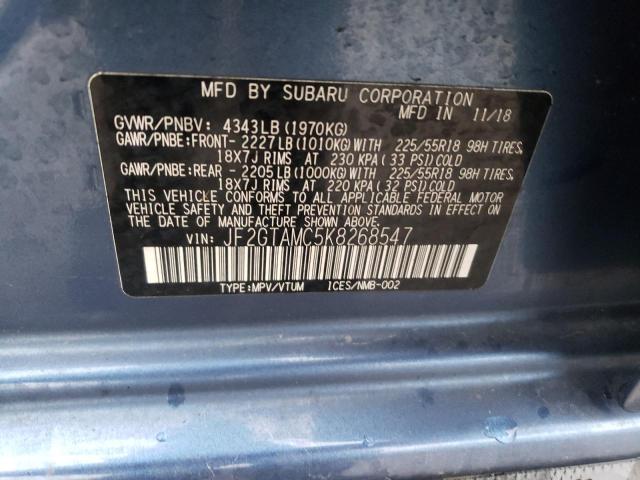 MFD BY SUBARU CORPORATION
MFD IN 11/18
GVWR/PNBV: 4343LB(1970KG)
GAWR/PNBE:FRONT- 2227LB(1010KG)WITH 225/55R18 98H TIRES,
18X7J RIMS AT 230 KPA(33 PSI)COLD
GAWR/PNBE:REAR - 2205LB(1000KG)WITH 225/55R18 98H TIRES,
18X7J RIMS AT 220 KPA(32 PSI)COLD
THIS VEHICLE CONFORMS TO ALL APPLICABLE FEDERAL MOTOR
VEHICLE SAFETY AND THEFT PREVENTION STANDARDS IN EFFECT ON
THE DATE OF MANUFACTURE SHOWN ABOVE.
VIN: JF2GTAMC5K8268547
TYPE:MPV/VTUM 1CES/NMB-002